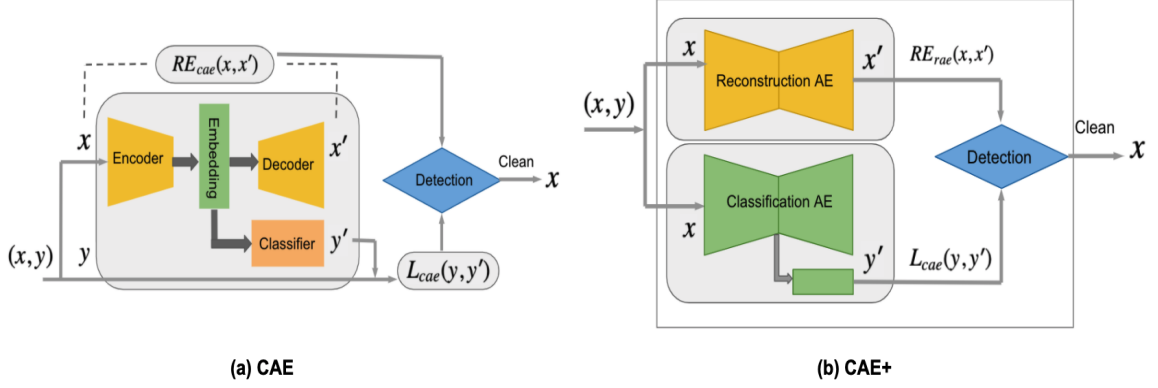 RE_cae(x,x′)
x
Encoder
Embedding
Decoder
x′
Classifier
y′
(x,y)
y
Detection
Clean
x
L_cae(y,y′)
(a) CAE
(x,y)
x
Reconstruction AE
x′
RE_rae(x,x′)
x
Classification AE
y′
L_cae(y,y′)
Detection
Clean
x
(b) CAE+